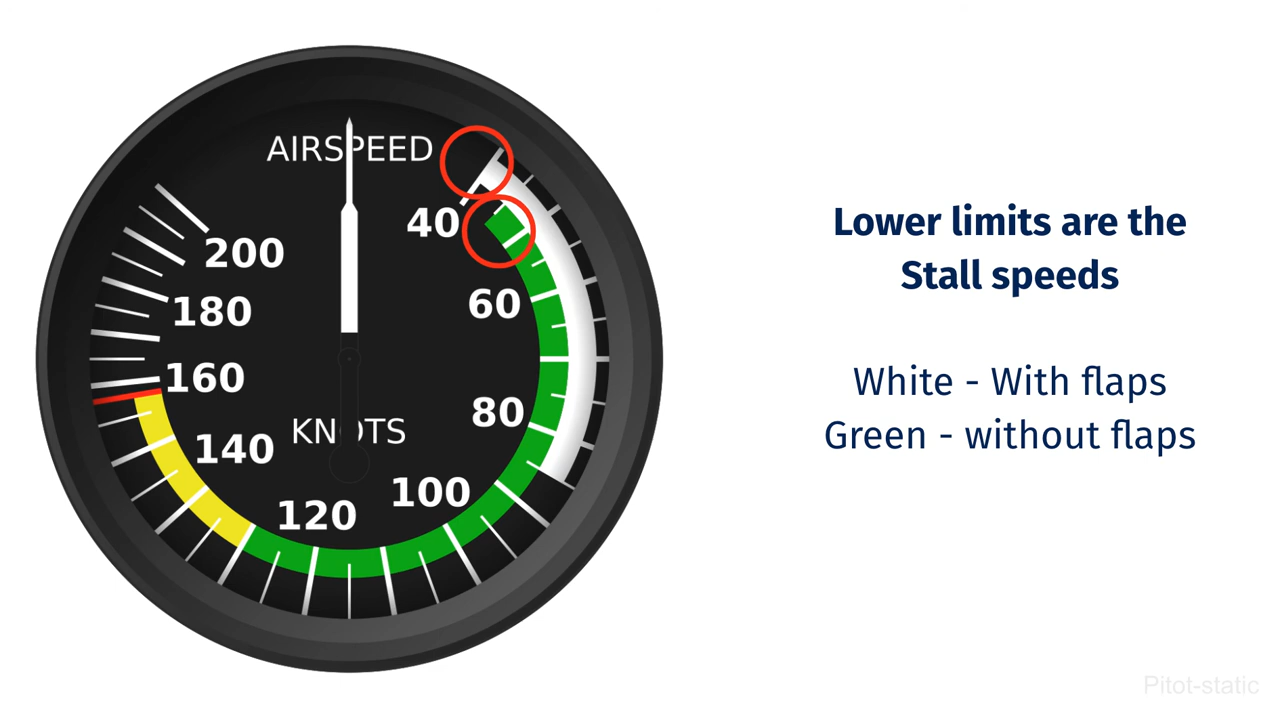 AIRSPEED
40
60
80
100
120
140
160
180
200
KNOTS
Lower limits are the
Stall speeds
White - With flaps
Green - without flaps
Pitot-static